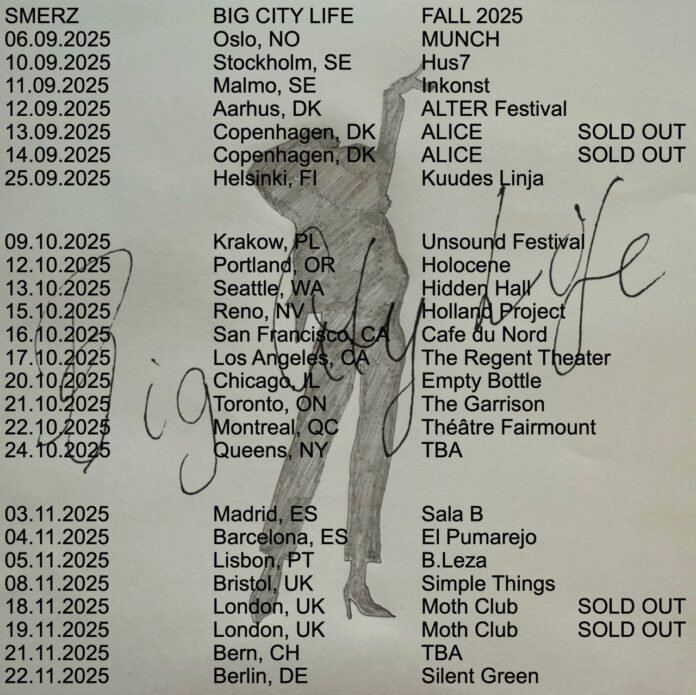 SMERZ BIG CITY LIFE FALL 2025
06.09.2025 Oslo, NO MUNCH
10.09.2025 Stockholm, SE Hus7
11.09.2025 Malmo, SE Inkonst
12.09.2025 Aarhus, DK ALTER Festival
13.09.2025 Copenhagen, DK ALICE SOLD OUT
14.09.2025 Copenhagen, DK ALICE SOLD OUT
25.09.2025 Helsinki, FI Kuudes Linja
09.10.2025 Krakow, PL Unsound Festival
12.10.2025 Portland, OR Holocene
13.10.2025 Seattle, WA Hidden Hall
15.10.2025 Reno, NV Holland Project
16.10.2025 San Francisco, CA Cafe du Nord
17.10.2025 Los Angeles, CA The Regent Theater
20.10.2025 Chicago, IL Empty Bottle
21.10.2025 Toronto, ON The Garrison
22.10.2025 Montreal, QC Théâtre Fairmount
24.10.2025 Queens, NY TBA
03.11.2025 Madrid, ES Sala B
04.11.2025 Barcelona, ES El Pumarejo
05.11.2025 Lisbon, PT B.Leza
08.11.2025 Bristol, UK Simple Things
18.11.2025 London, UK Moth Club SOLD OUT
19.11.2025 London, UK Moth Club SOLD OUT
21.11.2025 Bern, CH TBA
22.11.2025 Berlin, DE Silent Green
Big City Life